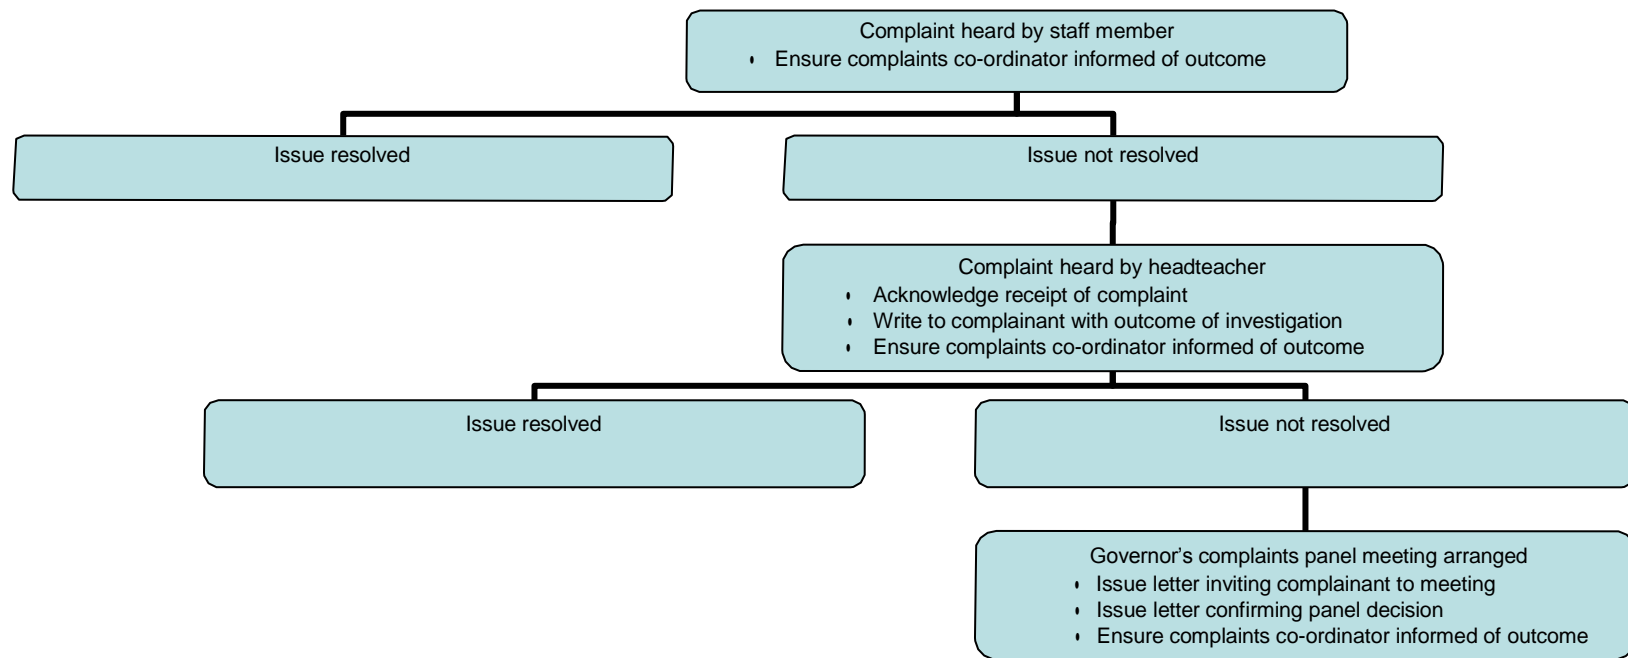 Complaint heard by staff member
• Ensure complaints co-ordinator informed of outcome
Issue resolved
Issue not resolved
Complaint heard by headteacher
• Acknowledge receipt of complaint
• Write to complainant with outcome of investigation
• Ensure complaints co-ordinator informed of outcome
Issue resolved
Issue not resolved
Governor’s complaints panel meeting arranged
• Issue letter inviting complainant to meeting
• Issue letter confirming panel decision
• Ensure complaints co-ordinator informed of outcome